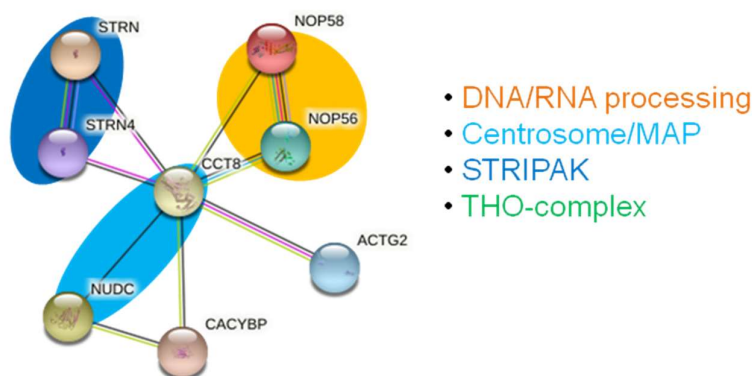 STRN
NOP58
STRN4
NOP56
CCT8
ACTG2
NUDC
CACYBP
• DNA/RNA processing
• Centrosome/MAP
• STRIPAK
• THO-complex